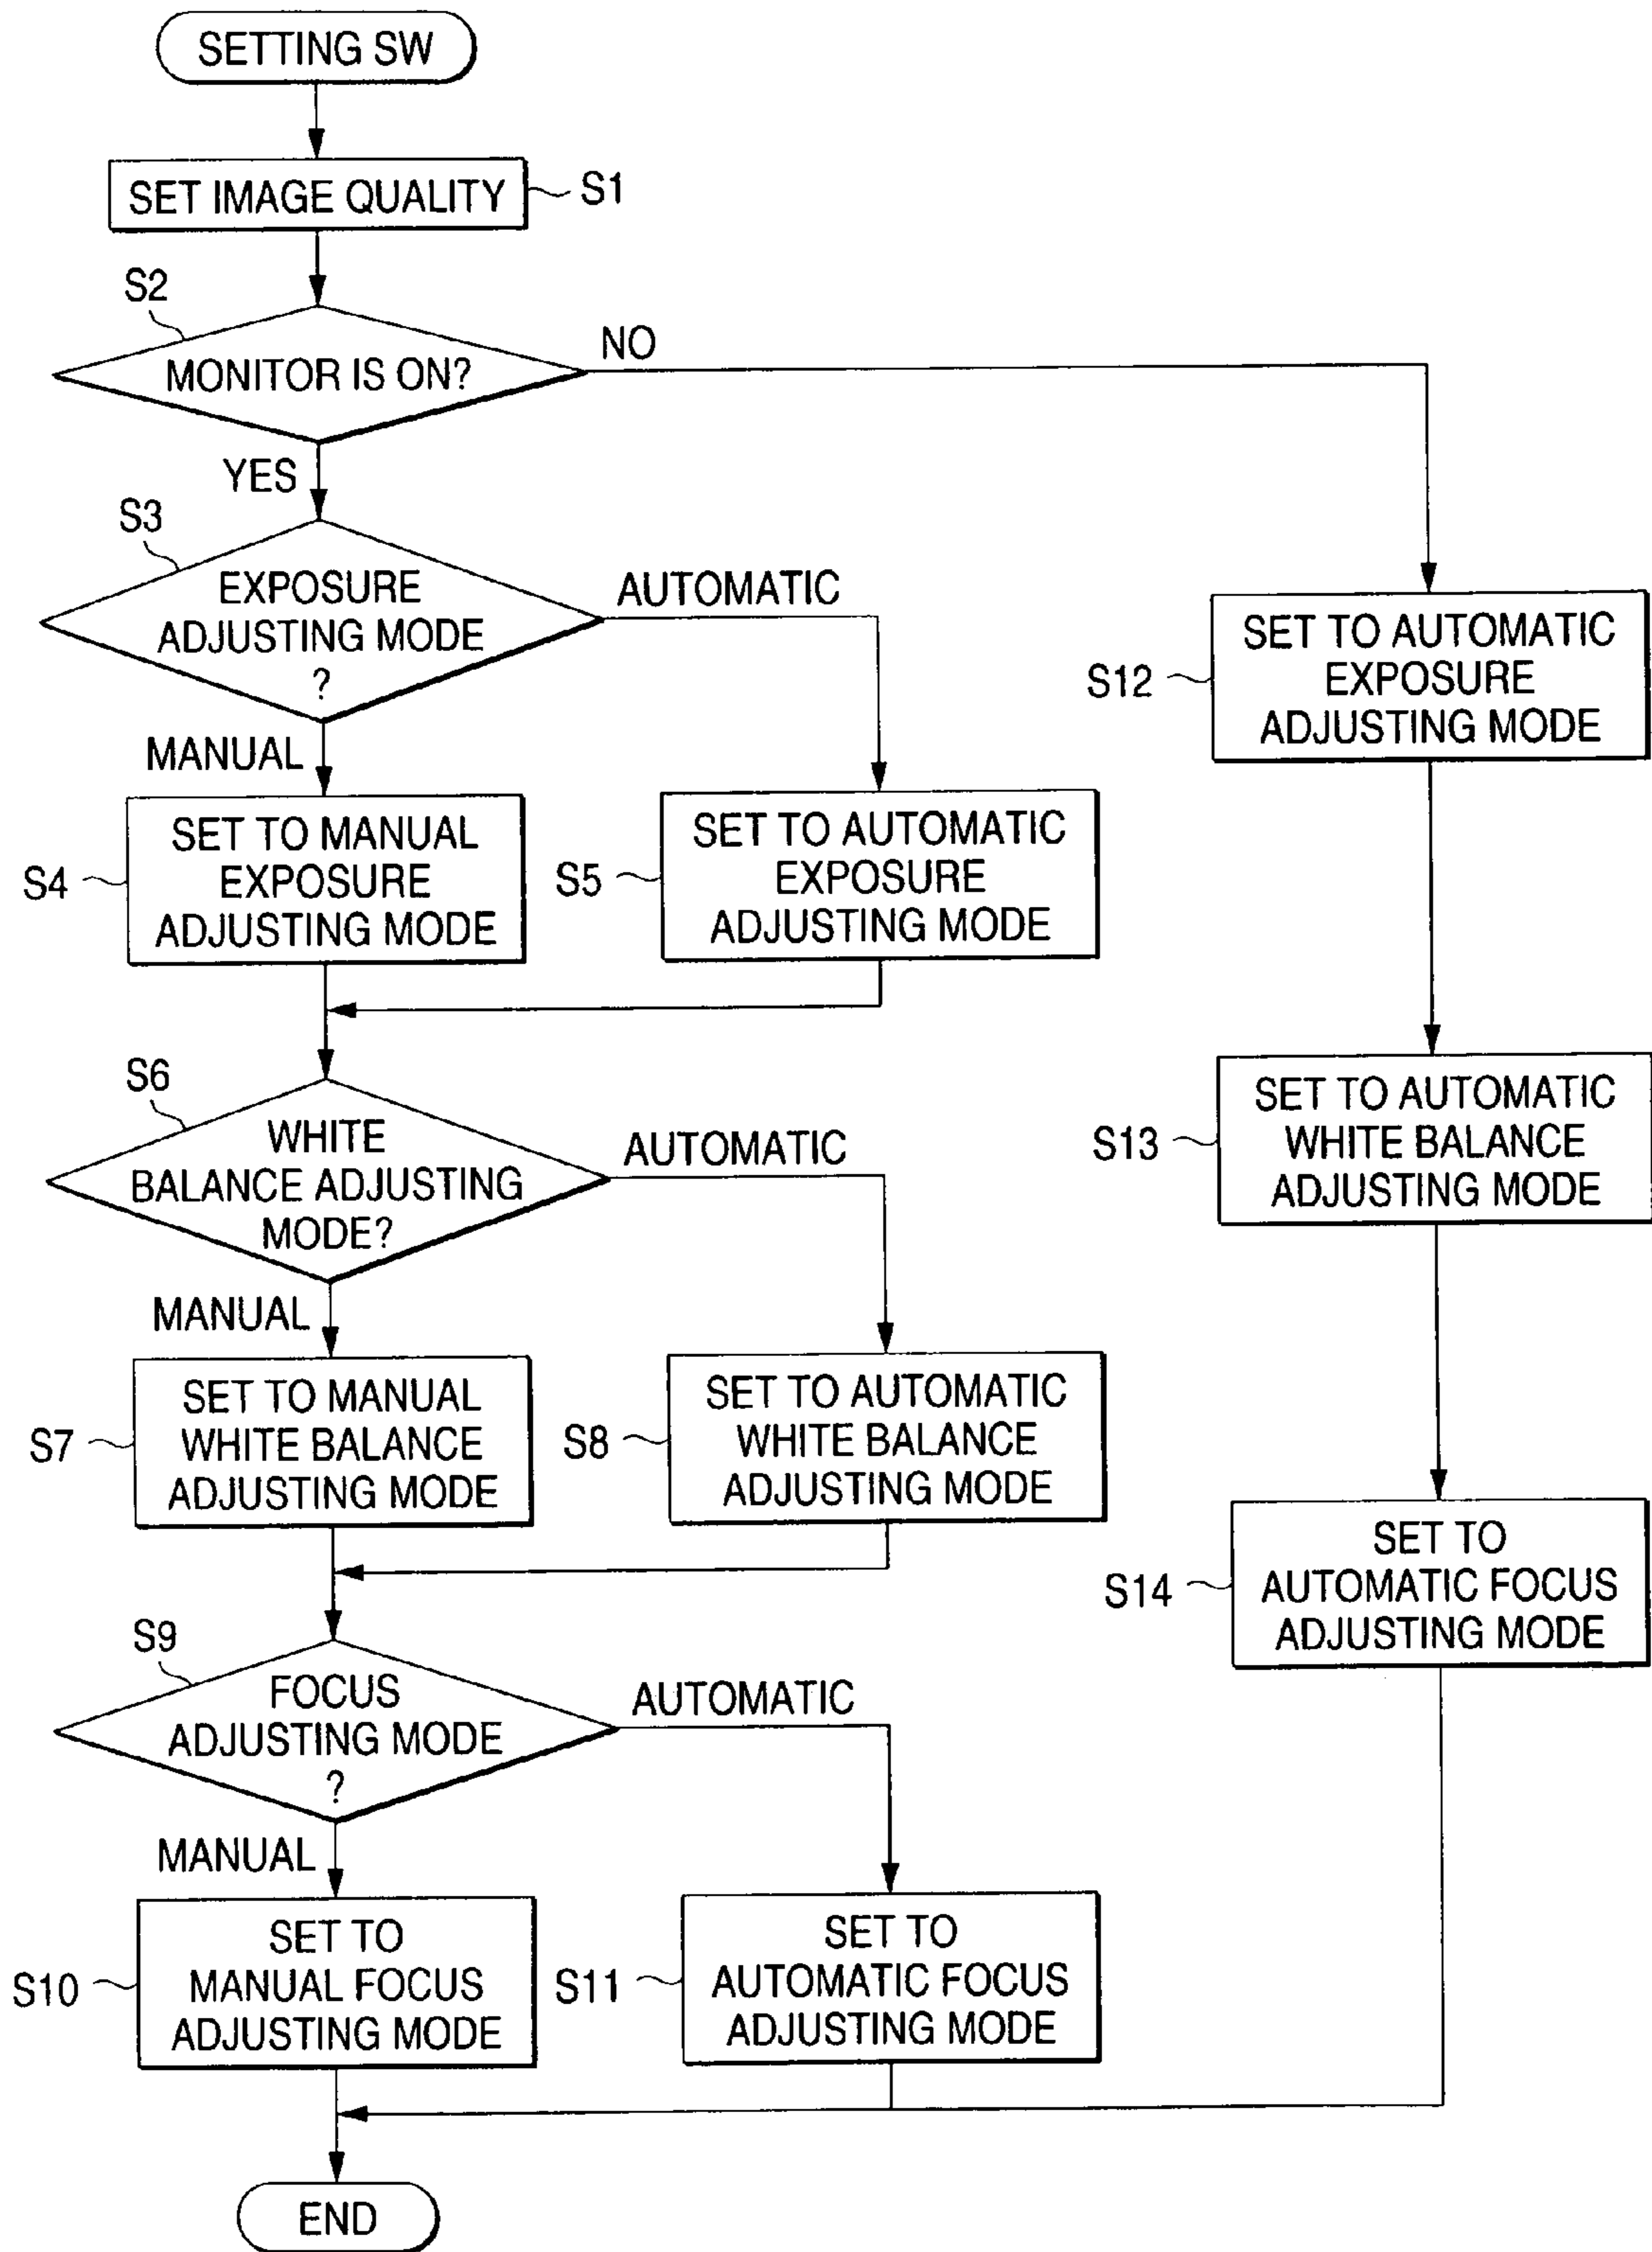 SETTING SW
SET IMAGE QUALITY
S1
S2
MONITOR IS ON?
NO
YES
S3
EXPOSURE
ADJUSTING MODE
?
AUTOMATIC
MANUAL
S4
SET TO MANUAL
EXPOSURE
ADJUSTING MODE
S5
SET TO AUTOMATIC
EXPOSURE
ADJUSTING MODE
S12
SET TO AUTOMATIC
EXPOSURE
ADJUSTING MODE
S6
WHITE
BALANCE ADJUSTING
MODE?
AUTOMATIC
MANUAL
S13
SET TO AUTOMATIC
WHITE BALANCE
ADJUSTING MODE
S7
SET TO MANUAL
WHITE BALANCE
ADJUSTING MODE
S8
SET TO AUTOMATIC
WHITE BALANCE
ADJUSTING MODE
S14
SET TO
AUTOMATIC FOCUS
ADJUSTING MODE
S9
FOCUS
ADJUSTING MODE
?
AUTOMATIC
MANUAL
S10
SET TO
MANUAL FOCUS
ADJUSTING MODE
S11
SET TO
AUTOMATIC FOCUS
ADJUSTING MODE
END